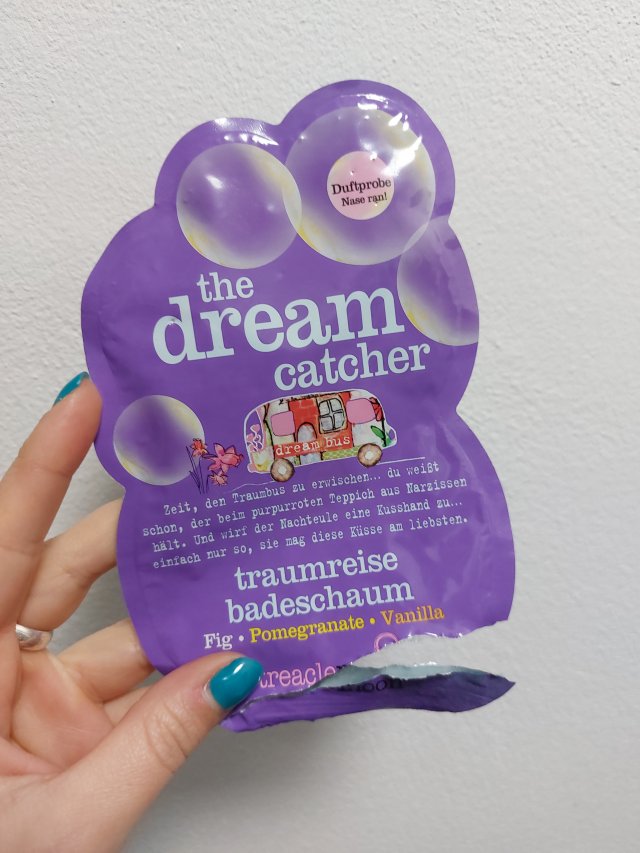 Duftprobe
Nase ran!
the
dream
catcher
dream bus
Zeit, den Traumbus zu erwischen... du weißt
schon, der beim purpurroten Teppich aus Narzissen
hält. Und wirf der Nachteule eine Kusshand zu...
einfach nur so, sie mag diese Küsse am liebsten.
traumreise
badeschaum
Fig • Pomegranate • Vanilla
treacle
moon